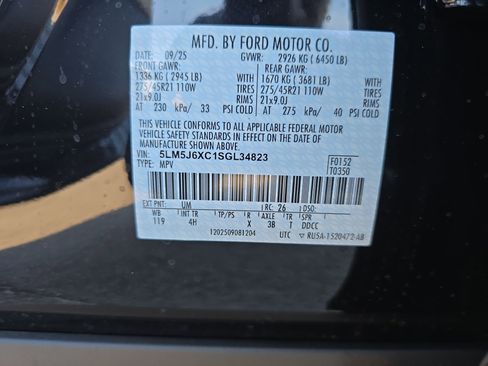 MFD. BY FORD MOTOR CO.
DATE: 09/25 GVWR: 2926 KG ( 6450 LB)
FRONT GAWR: REAR GAWR:
1336 KG ( 2945 LB) WITH 1670 KG ( 3681 LB) WITH
275/45R21 110W TIRES 275/45R21 110W TIRES
21x9.0J RIMS 21x9.0J RIMS
AT 230 kPa/ 33 PSI COLD AT 275 kPa/ 40 PSI COLD
THIS VEHICLE CONFORMS TO ALL APPLICABLE FEDERAL MOTOR
VEHICLE SAFETY STANDARDS IN EFFECT ON THE DATE OF
MANUFACTURE SHOWN ABOVE.
VIN: 5LM5J6XC1SGL34823 F0152
TYPE: MPV T0350
EXT PNT: UM RC: 26 DSO:
WB INT TR TP/PS R AXLE TR SPR
119 4H X 3B T DDCC
1202509081204 UTC RU5A-1520472-AB